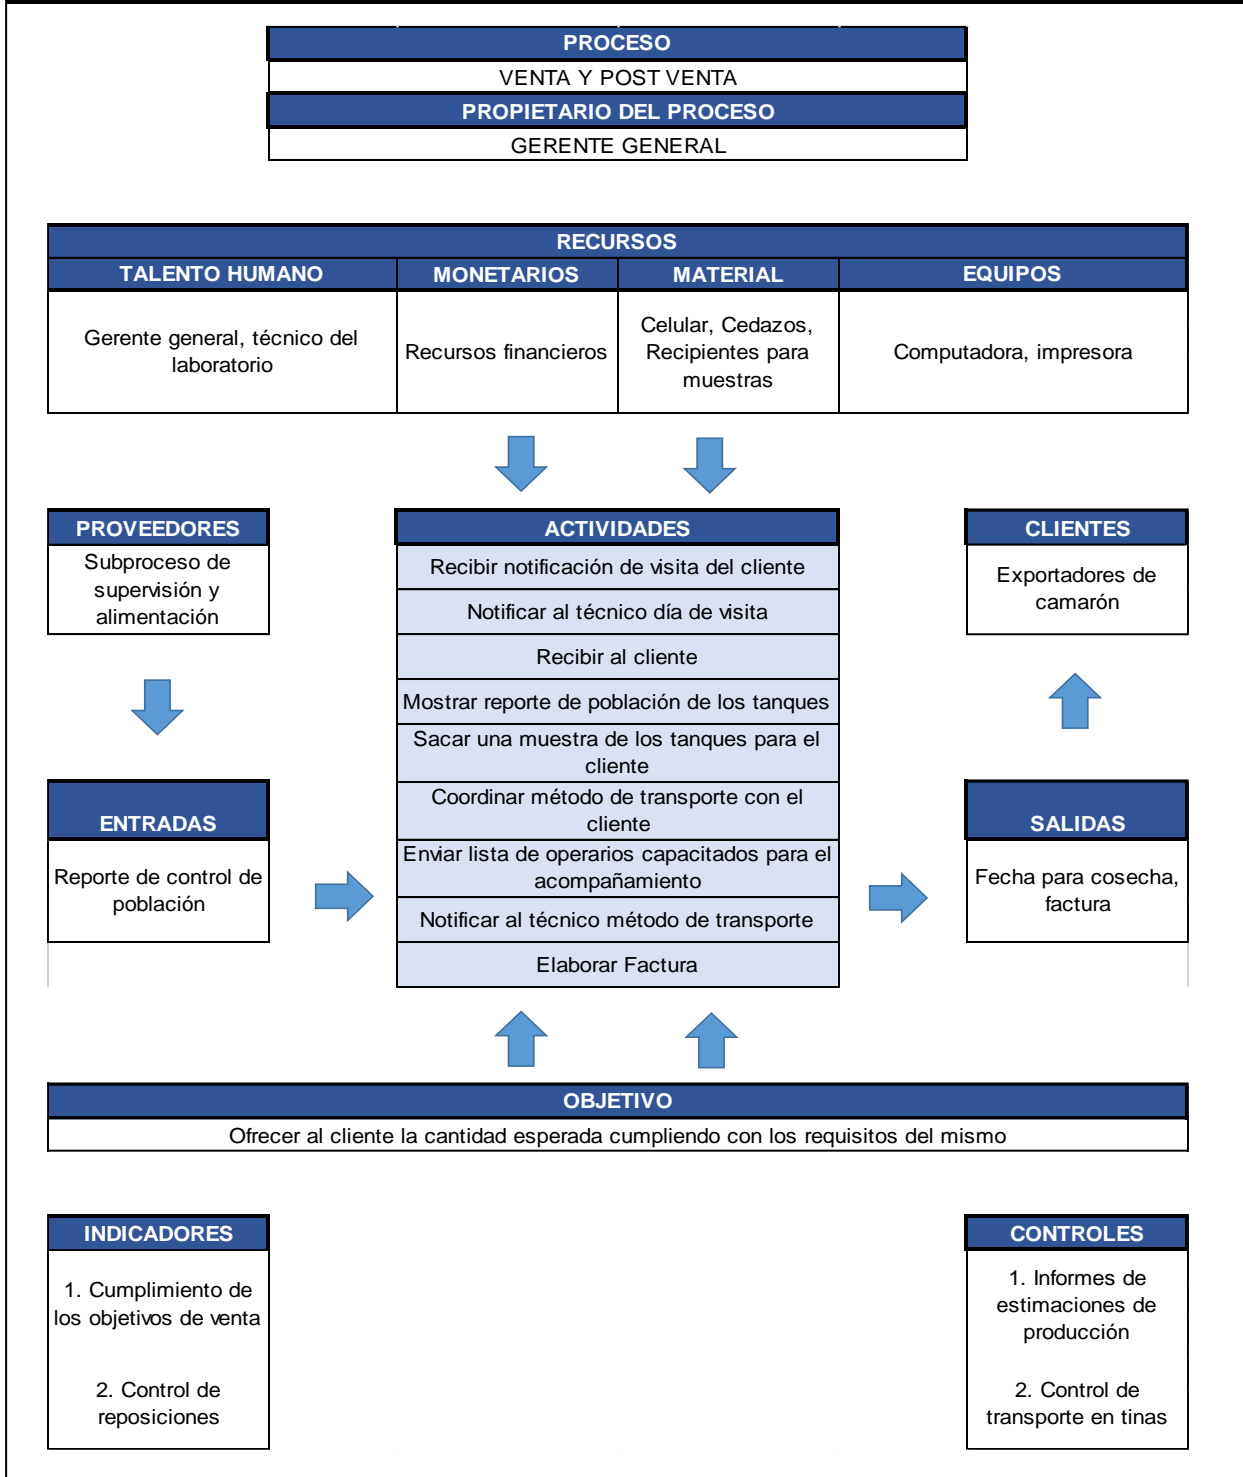 PROCESO
VENTA Y POST VENTA
PROPIETARIO DEL PROCESO
GERENTE GENERAL
RECURSOS
TALENTO HUMANO
MONETARIOS
MATERIAL
EQUIPOS
Gerente general, técnico del
laboratorio
Recursos financieros
Celular, Cedazos,
Recipientes para
muestras
Computadora, impresora
PROVEEDORES
Subproceso de
supervisión y
alimentación
ENTRADAS
Reporte de control de
población
ACTIVIDADES
Recibir notificación de visita del cliente
Notificar al técnico día de visita
Recibir al cliente
Mostrar reporte de población de los tanques
Sacar una muestra de los tanques para el
cliente
Coordinar método de transporte con el
cliente
Enviar lista de operarios capacitados para el
acompañamiento
Notificar al técnico método de transporte
Elaborar Factura
CLIENTES
Exportadores de
camarón
SALIDAS
Fecha para cosecha,
factura
OBJETIVO
Ofrecer al cliente la cantidad esperada cumpliendo con los requisitos del mismo
INDICADORES
1. Cumplimiento de
los objetivos de venta
2. Control de
reposiciones
CONTROLES
1. Informes de
estimaciones de
producción
2. Control de
transporte en tinas